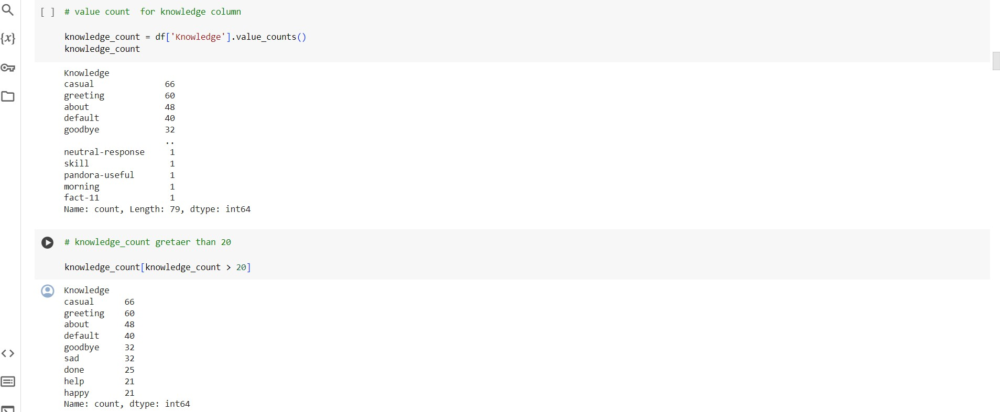 [ ] # value count  for knowledge column
knowledge_count = df['Knowledge'].value_counts()
knowledge_count
{x}
Knowledge
casual 66
greeting 60
about 48
default 40
goodbye 32
..
neutral-response 1
skill 1
pandora-useful 1
morning 1
fact-11 1
Name: count, Length: 79, dtype: int64
# knowledge_count gretaer than 20
knowledge_count[knowledge_count > 20]
Knowledge
casual 66
greeting 60
about 48
default 40
goodbye 32
sad 32
done 25
help 21
happy 21
Name: count, dtype: int64